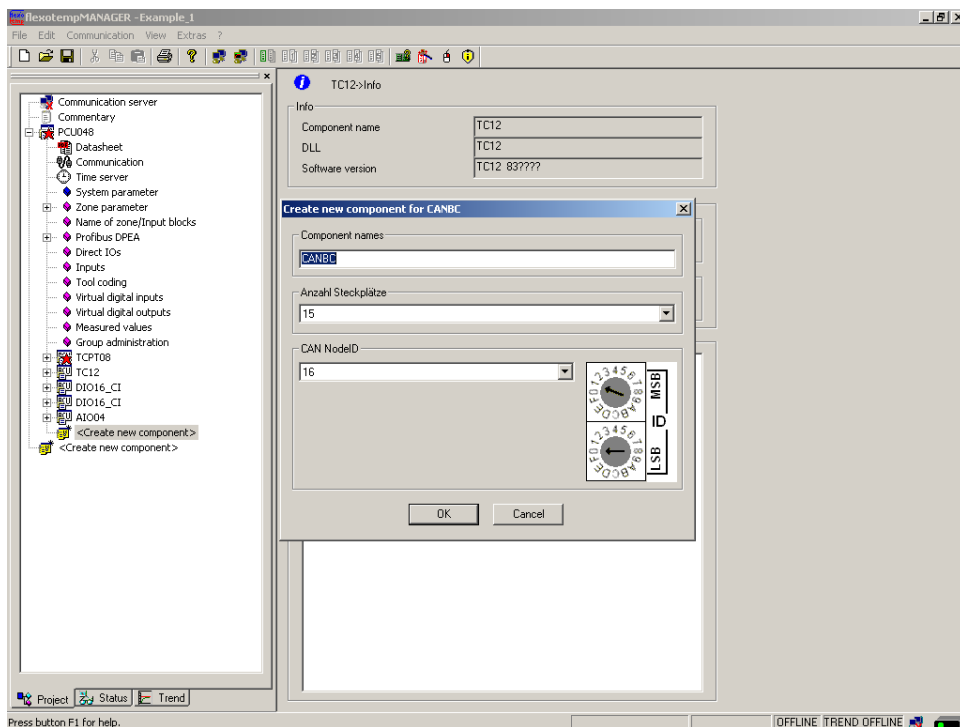 flexotempMANAGER -Example_1
File Edit Communication View Extras ?
Communication server
Commentary
PCU048
Datasheet
Communication
Time server
System parameter
Zone parameter
Name of zone/Input blocks
Profibus DPEA
Direct IOs
Inputs
Tool coding
Virtual digital inputs
Virtual digital outputs
Measured values
Group administration
TCPT08
TC12
DIO16_CI
DIO16_CI
AIO04
<Create new component>
<Create new component>
Project Status Trend
TC12->Info
Info
Component name TC12
DLL TC12
Software version TC12 83????
Create new component for CANBC
Component names
CANBC
Anzahl Steckplätze
15
CAN NodeID
16
0123456789ABCDEF
MSB
ID
0123456789ABCDEF
LSB
OK Cancel
Press button F1 for help.
OFFLINE TREND OFFLINE